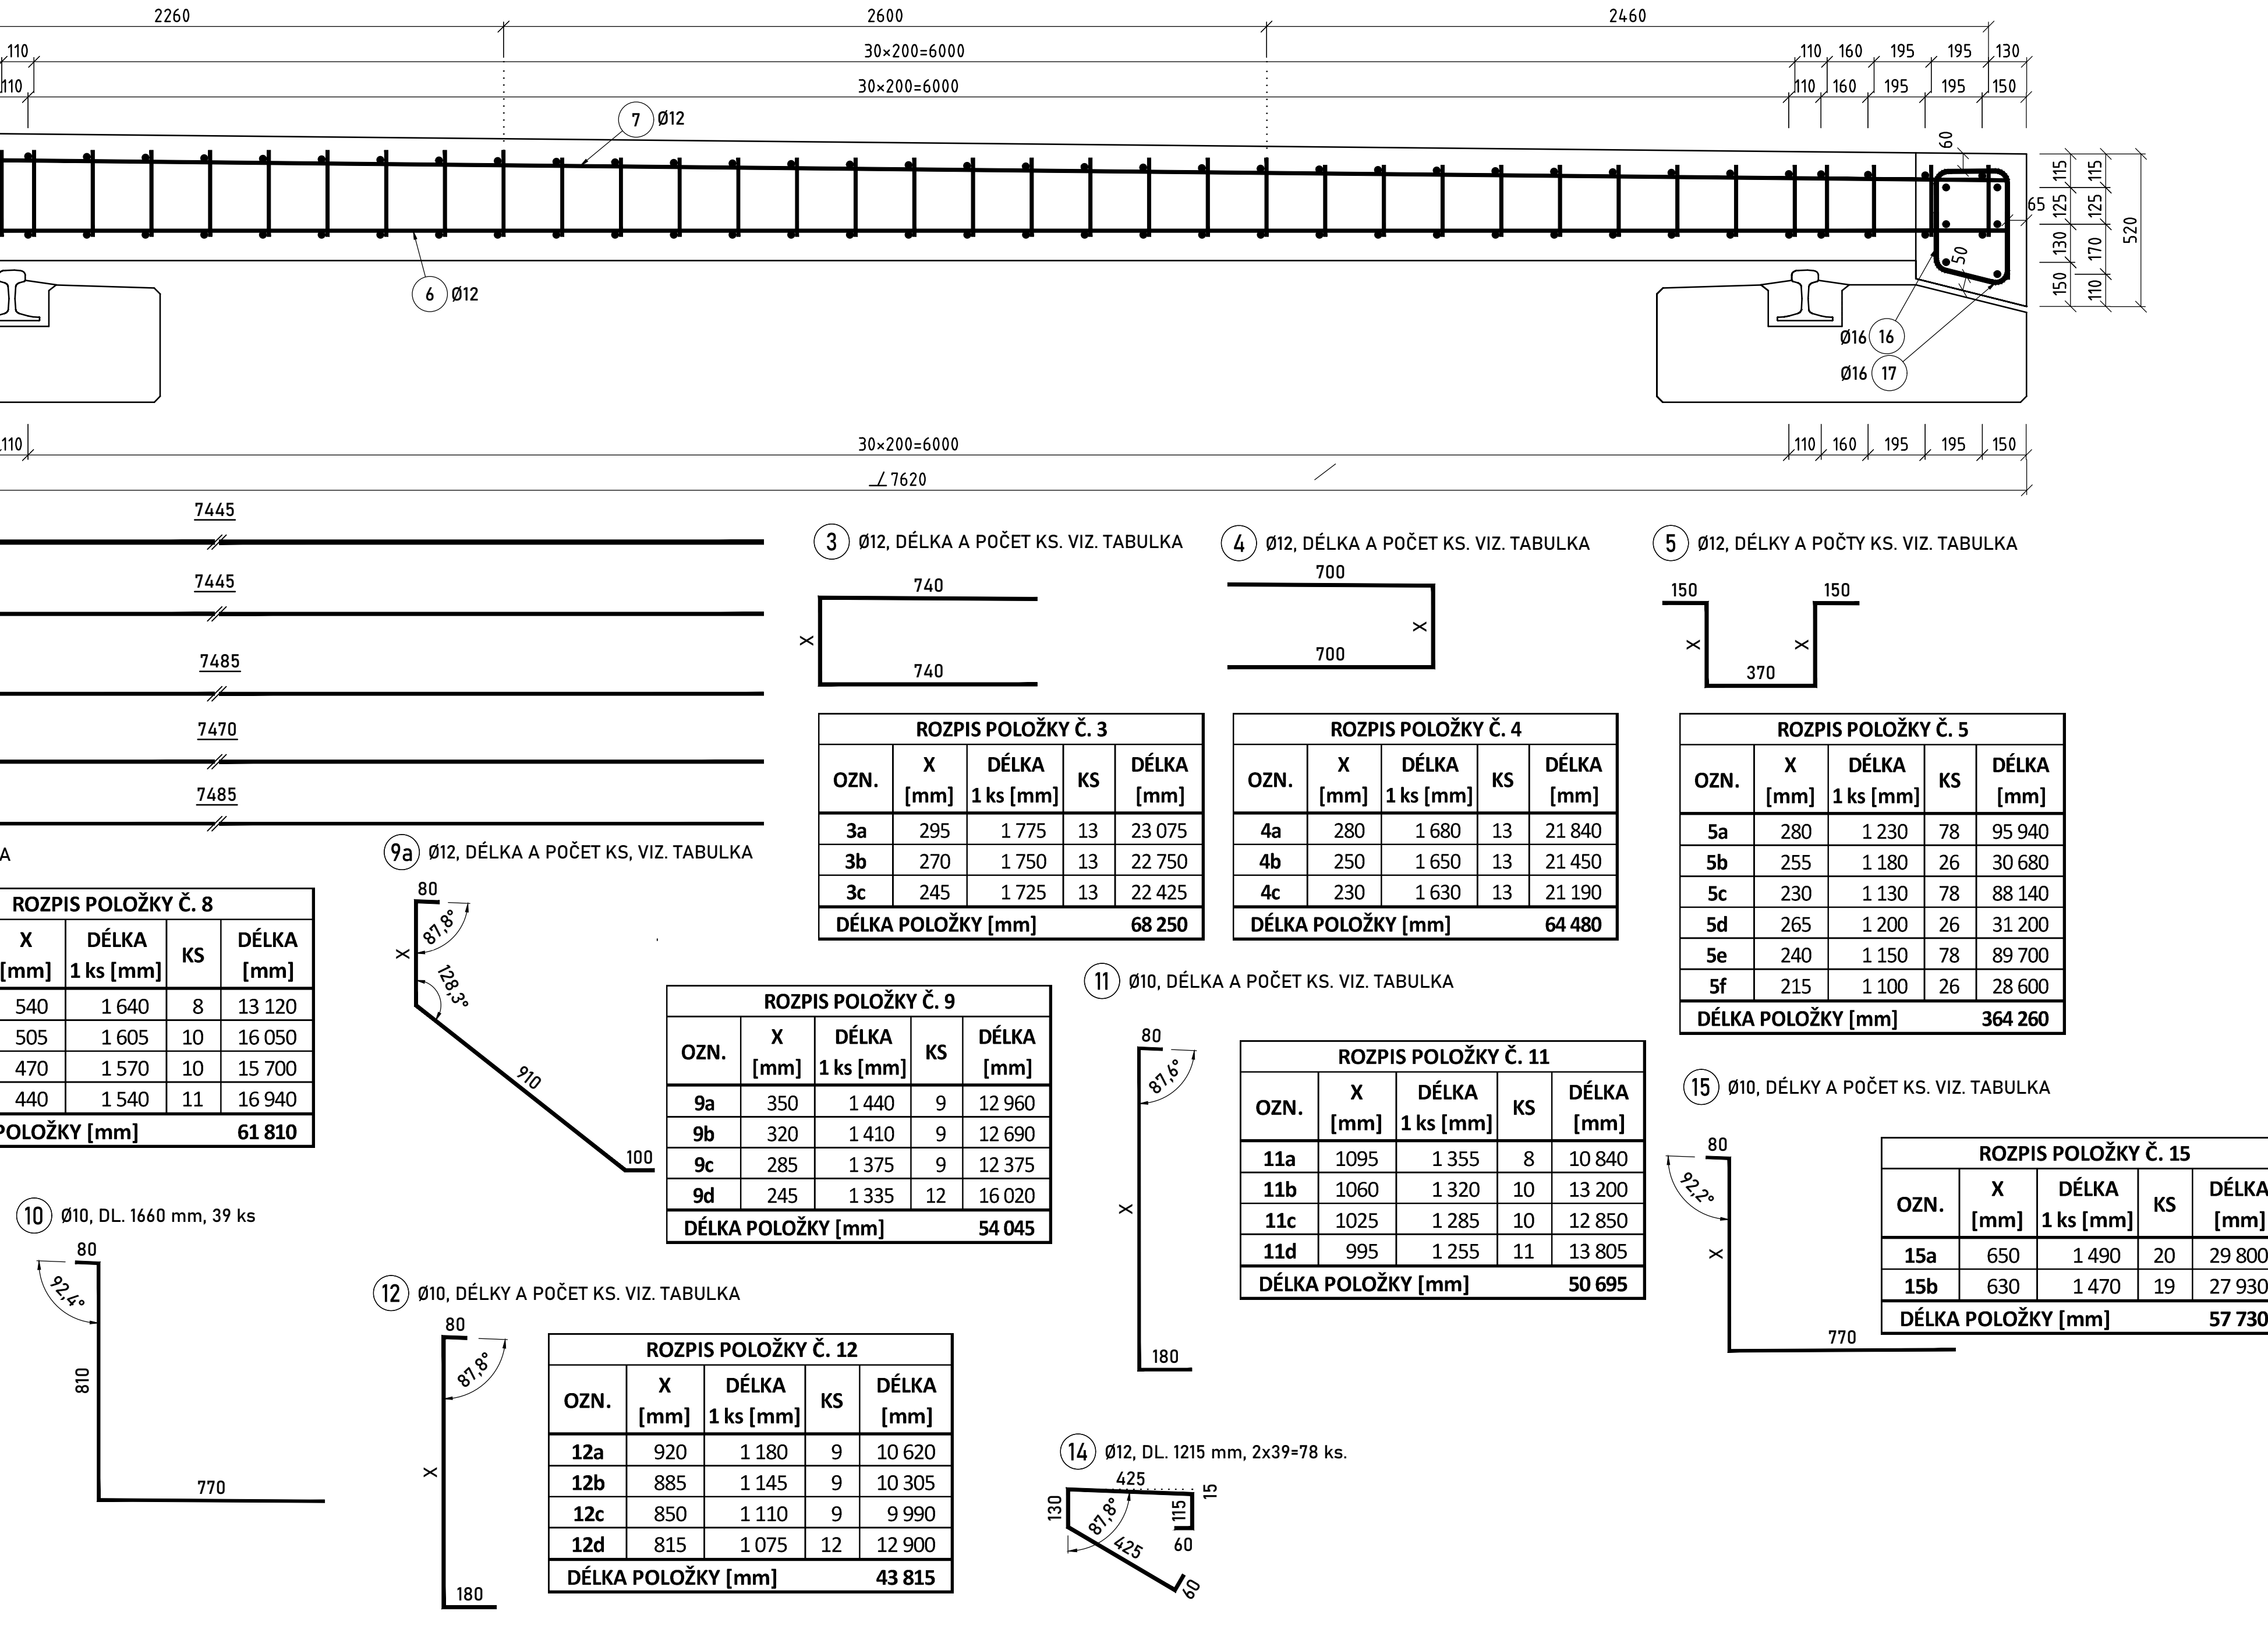 2260 2600 2460
110 30×200=6000 110 160 195 195 130
110 30×200=6000 110 160 195 195 150
7 Ø12
60
115 115
65 125 125
520
130 170
50
150 110
6 Ø12
Ø16 16
Ø16 17
110 30×200=6000 110 160 195 195 150
7620
7445
7445
7485
7470
7485
3 Ø12, DÉLKA A POČET KS. VIZ. TABULKA
740
X
740
4 Ø12, DÉLKA A POČET KS. VIZ. TABULKA
700
X
700
5 Ø12, DÉLKY A POČTY KS. VIZ. TABULKA
150 150
X X
370
ROZPIS POLOŽKY Č. 3
OZN. X [mm] DÉLKA 1 ks [mm] KS DÉLKA [mm]
3a 295 1 775 13 23 075
3b 270 1 750 13 22 750
3c 245 1 725 13 22 425
DÉLKA POLOŽKY [mm] 68 250
ROZPIS POLOŽKY Č. 4
OZN. X [mm] DÉLKA 1 ks [mm] KS DÉLKA [mm]
4a 280 1 680 13 21 840
4b 250 1 650 13 21 450
4c 230 1 630 13 21 190
DÉLKA POLOŽKY [mm] 64 480
ROZPIS POLOŽKY Č. 5
OZN. X [mm] DÉLKA 1 ks [mm] KS DÉLKA [mm]
5a 280 1 230 78 95 940
5b 255 1 180 26 30 680
5c 230 1 130 78 88 140
5d 265 1 200 26 31 200
5e 240 1 150 78 89 700
5f 215 1 100 26 28 600
DÉLKA POLOŽKY [mm] 364 260
A
ROZPIS POLOŽKY Č. 8
X [mm] DÉLKA 1 ks [mm] KS DÉLKA [mm]
540 1 640 8 13 120
505 1 605 10 16 050
470 1 570 10 15 700
440 1 540 11 16 940
POLOŽKY [mm] 61 810
9a Ø12, DÉLKA A POČET KS, VIZ. TABULKA
80
87,8°
X
128,3°
910
100
ROZPIS POLOŽKY Č. 9
OZN. X [mm] DÉLKA 1 ks [mm] KS DÉLKA [mm]
9a 350 1 440 9 12 960
9b 320 1 410 9 12 690
9c 285 1 375 9 12 375
9d 245 1 335 12 16 020
DÉLKA POLOŽKY [mm] 54 045
11 Ø10, DÉLKA A POČET KS. VIZ. TABULKA
80
87,6°
X
180
ROZPIS POLOŽKY Č. 11
OZN. X [mm] DÉLKA 1 ks [mm] KS DÉLKA [mm]
11a 1095 1 355 8 10 840
11b 1060 1 320 10 13 200
11c 1025 1 285 10 12 850
11d 995 1 255 11 13 805
DÉLKA POLOŽKY [mm] 50 695
15 Ø10, DÉLKY A POČET KS. VIZ. TABULKA
80
92,2°
X
770
ROZPIS POLOŽKY Č. 15
OZN. X [mm] DÉLKA 1 ks [mm] KS DÉLKA [mm]
15a 650 1 490 20 29 800
15b 630 1 470 19 27 930
DÉLKA POLOŽKY [mm] 57 730
10 Ø10, DL. 1660 mm, 39 ks
80
92,4°
810
770
12 Ø10, DÉLKY A POČET KS. VIZ. TABULKA
80
87,8°
X
180
ROZPIS POLOŽKY Č. 12
OZN. X [mm] DÉLKA 1 ks [mm] KS DÉLKA [mm]
12a 920 1 180 9 10 620
12b 885 1 145 9 10 305
12c 850 1 110 9 9 990
12d 815 1 075 12 12 900
DÉLKA POLOŽKY [mm] 43 815
14 Ø12, DL. 1215 mm, 2x39=78 ks.
425
15
130 87,8° 115
425 60
60